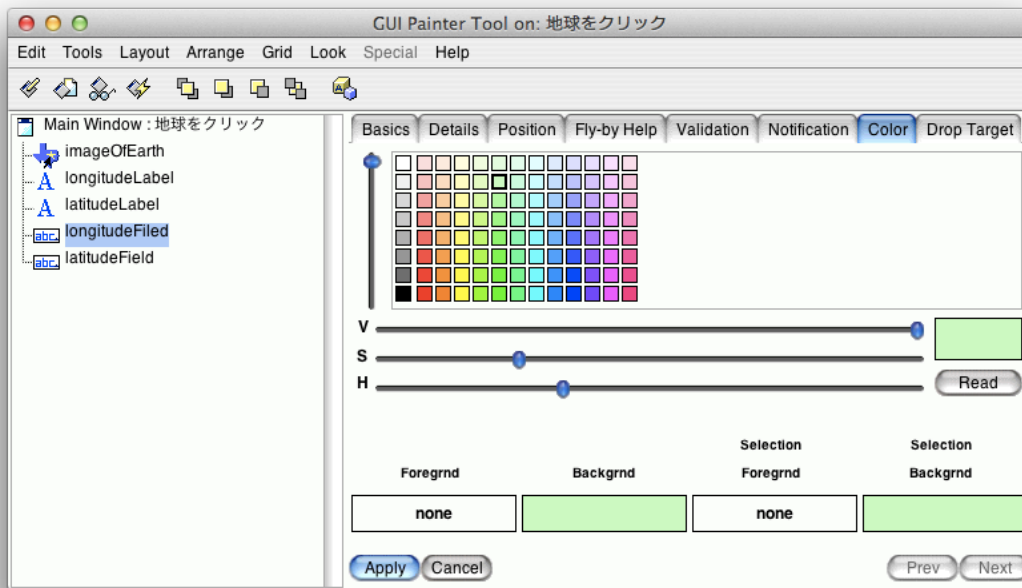 GUI Painter Tool on: 地球をクリック
Edit Tools Layout Arrange Grid Look Special Help
Main Window : 地球をクリック
imageOfEarth
longitudeLabel
latitudeLabel
longitudeFiled
latitudeField
Basics Details Position Fly-by Help Validation Notification Color Drop Target
V
S
H
Read
Selection Selection
Foregrnd Backgrnd Foregrnd Backgrnd
none none
Apply Cancel Prev Next